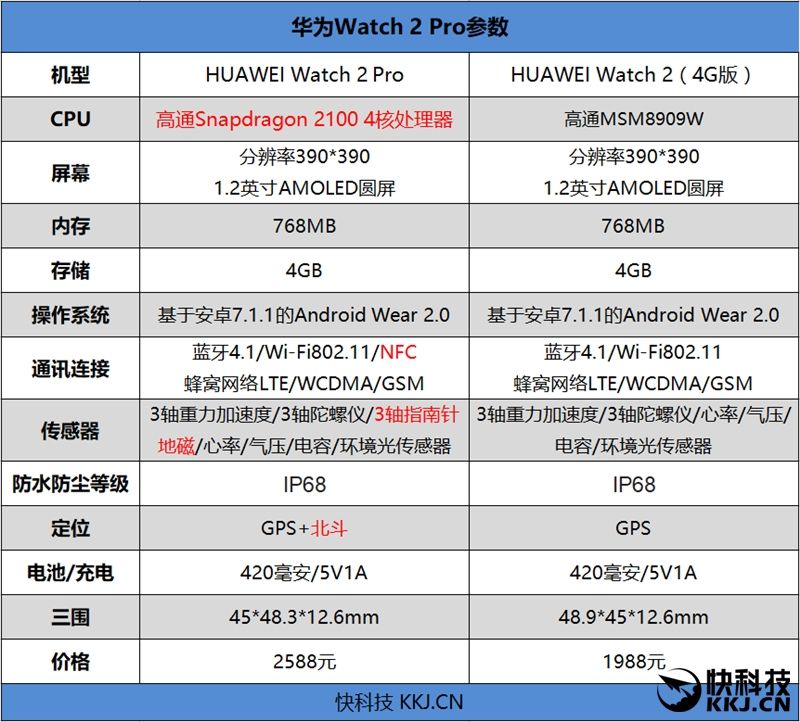 华为Watch 2 Pro参数
机型 HUAWEI Watch 2 Pro HUAWEI Watch 2（4G版）
CPU 高通Snapdragon 2100 4核处理器 高通MSM8909W
屏幕 分辨率390*390 分辨率390*390
1.2英寸AMOLED圆屏 1.2英寸AMOLED圆屏
内存 768MB 768MB
存储 4GB 4GB
操作系统 基于安卓7.1.1的Android Wear 2.0 基于安卓7.1.1的Android Wear 2.0
通讯连接 蓝牙4.1/Wi-Fi802.11/NFC 蓝牙4.1/Wi-Fi802.11
蜂窝网络LTE/WCDMA/GSM 蜂窝网络LTE/WCDMA/GSM
传感器 3轴重力加速度/3轴陀螺仪/3轴指南针 3轴重力加速度/3轴陀螺仪/心率/气压/
地磁/心率/气压/电容/环境光传感器 电容/环境光传感器
防水防尘等级 IP68 IP68
定位 GPS+北斗 GPS
电池/充电 420毫安/5V1A 420毫安/5V1A
三围 45*48.3*12.6mm 48.9*45*12.6mm
价格 2588元 1988元
快科技 KKJ.CN
快科技
KKJ.CN